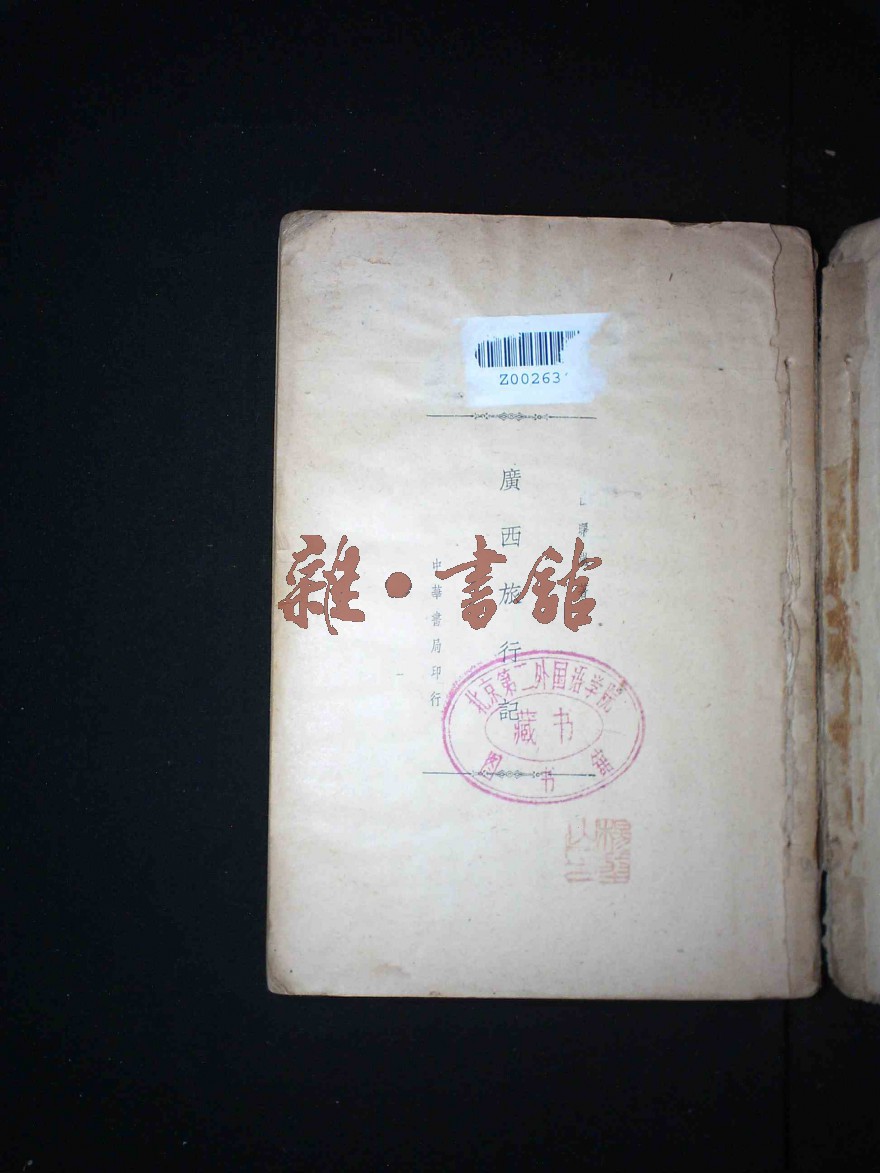 Z00263
廣西旅行記
中華書局印行
雜·書館
北京第二外国语学院
藏书
图书馆